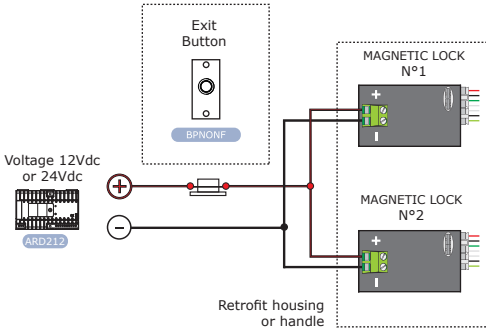 Exit
Button
BPNONF
MAGNETIC LOCK
N°1
+
Voltage 12Vdc
or 24Vdc
ARD212
+
-
MAGNETIC LOCK
N°2
+
Retrofit housing
or handle